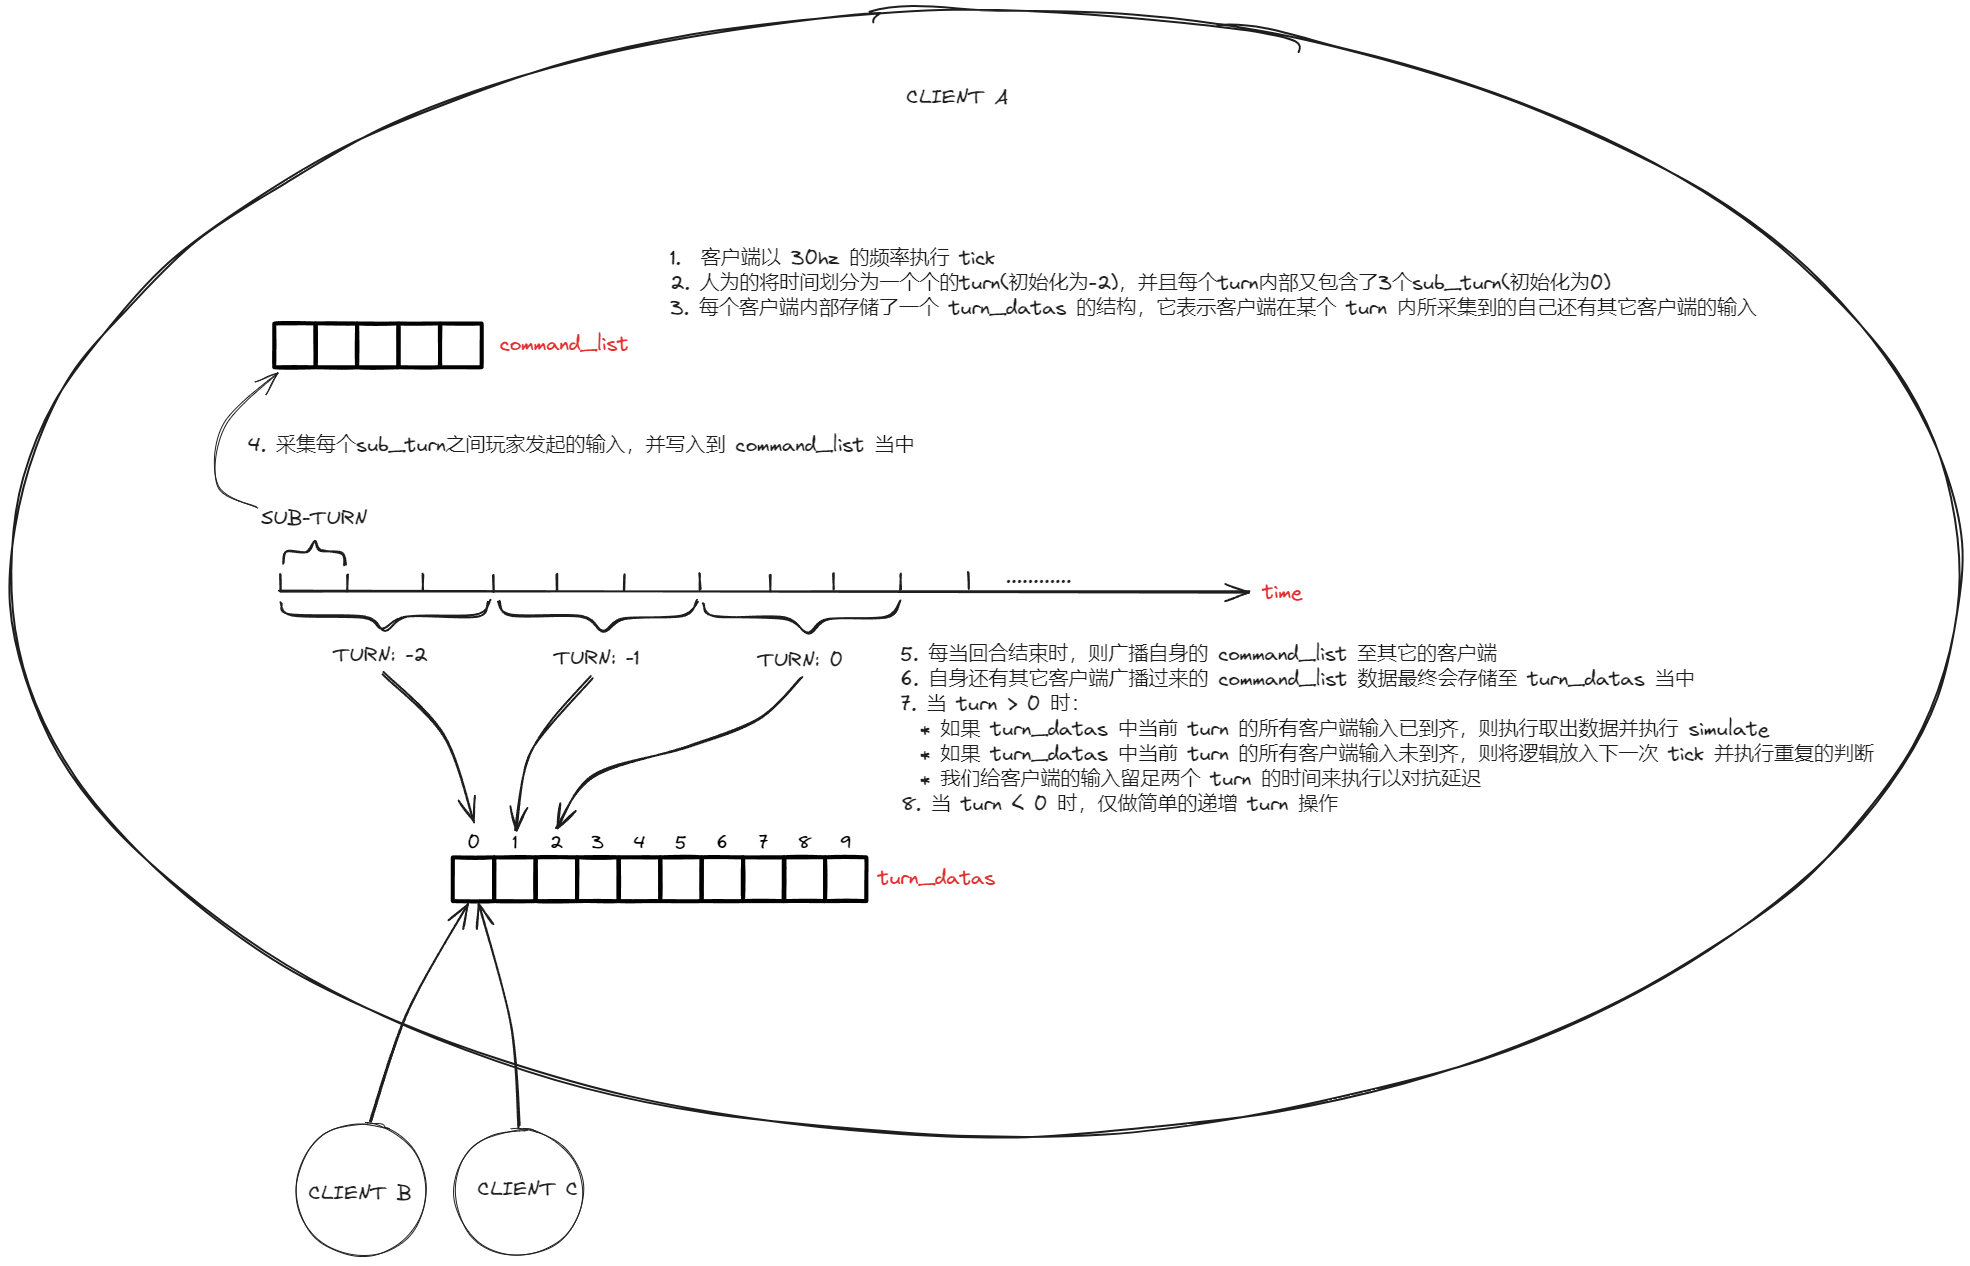 CLIENT A
1. 客户端以 30hz 的频率执行 tick
2. 人为的将时间划分为一个个的turn(初始化为-2)，并且每个turn内部又包含了3个sub_turn(初始化为0)
3. 每个客户端内部存储了一个 turn_datas 的结构，它表示客户端在某个 turn 内所采集到的自己还有其它客户端的输入
command_list
4. 采集每个sub_turn之间玩家发起的输入，并写入到 command_list 当中
SUB-TURN
............
time
TURN: -2
TURN: -1
TURN: 0
5. 每当回合结束时，则广播自身的 command_list 至其它的客户端
6. 自身还有其它客户端广播过来的 command_list 数据最终会存储至 turn_datas 当中
7. 当 turn > 0 时：
* 如果 turn_datas 中当前 turn 的所有客户端输入已到齐，则执行取出数据并执行 simulate
* 如果 turn_datas 中当前 turn 的所有客户端输入未到齐，则将逻辑放入下一次 tick 并执行重复的判断
* 我们给客户端的输入留足两个 turn 的时间来执行以对抗延迟
8. 当 turn < 0 时，仅做简单的递增 turn 操作
0 1 2 3 4 5 6 7 8 9
turn_datas
CLIENT B
CLIENT C